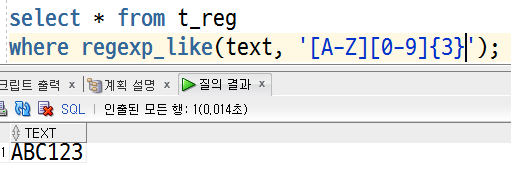 select * from t_reg
where regexp_like(text, '[A-Z][0-9]{3}');
크립트 출력 × 계획 설명 × 질의 결과 ×
SQL | 인출된 모든 행: 1(0,014초)
TEXT
1 ABC123